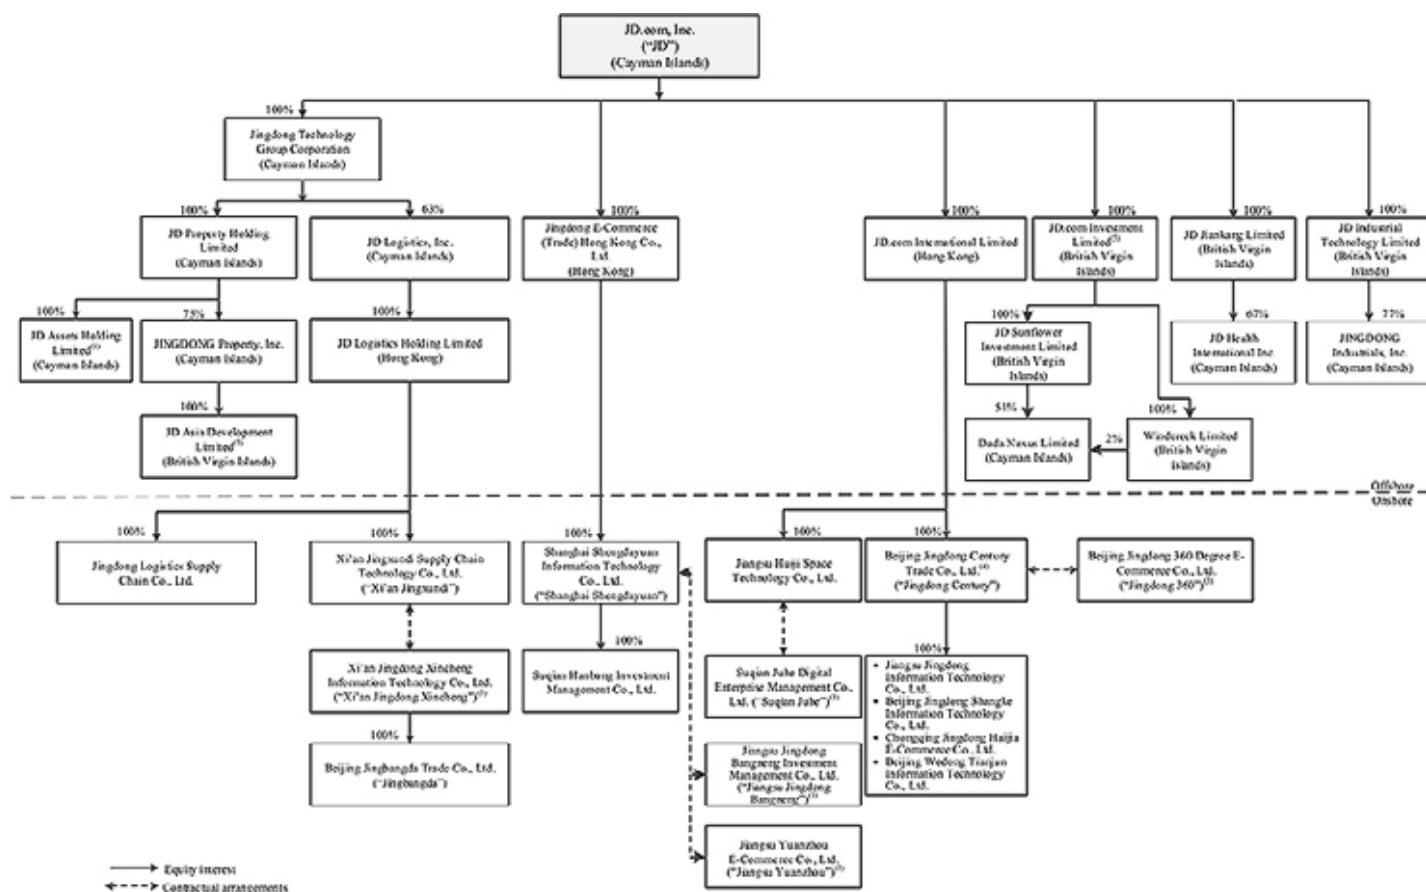 JD.com, Inc.
("JD")
(Cayman Islands)
100%
Jingdong Technology
Group Corporation
(Cayman Islands)
100%
JD Property Holding
Limited
(Cayman Islands)
63%
JD Logistics, Inc.
(Cayman Islands)
100%
Jingdong E-Commerce
(Trade) Hong Kong Co.,
Ltd.
(Hong Kong)
100%
JD.com International Limited
(Hong Kong)
100%
JD.com Investment
Limited
(British Virgin
Islands)
100%
JD Jiankang Limited
(British Virgin
Islands)
100%
JD Industrial
Technology Limited
(British Virgin
Islands)
100%
JD Assets Holding
Limited
(Cayman Islands)
75%
JINGDONG Property, Inc.
(Cayman Islands)
100%
JD Logistics Holding Limited
(Hong Kong)
100%
JD Sunflower
Investment Limited
(British Virgin
Islands)
67%
JD Health
International Inc.
(Cayman Islands)
77%
JINGDONG
Industrials, Inc.
(Cayman Islands)
100%
JD Asia Development
Limited
(British Virgin Islands)
51%
Dada Nexus Limited
(Cayman Islands)
2%
100%
Windcreek Limited
(British Virgin
Islands)
Offshore
Onshore
100%
Jingdong Logistics Supply
Chain Co., Ltd.
100%
Xi'an Jingxundi Supply Chain
Technology Co., Ltd.
("Xi'an Jingxundi")
100%
Shanghai Shengdayuan
Information Technology
Co., Ltd.
("Shanghai Shengdayuan")
100%
Jiangsu Huiji Space
Technology Co., Ltd.
100%
Beijing Jingdong Century
Trade Co., Ltd.(4)
("Jingdong Century")
Beijing Jingdong 360 Degree E-
Commerce Co., Ltd.
("Jingdong 360")
Xi'an Jingdong Xincheng
Information Technology Co., Ltd.
("Xi'an Jingdong Xincheng")
100%
Suqian Hanbang Investment
Management Co., Ltd.
Suqian Juhe Digital
Enterprise Management Co.,
Ltd. ("Suqian Juhe")
100%
• Jiangsu Jingdong
Information Technology
Co., Ltd.
• Beijing Jingdong Shangke
Information Technology
Co., Ltd.
• Chongqing Jingdong Haijia
E-Commerce Co., Ltd.
• Beijing Wodong Tianjun
Information Technology
Co., Ltd.
100%
Beijing Jingbangda Trade Co., Ltd.
("Jingbangda")
Jiangsu Jingdong
Bangneng Investment
Management Co., Ltd.
("Jiangsu Jingdong
Bangneng")
Jiangsu Yuanzhou
E-Commerce Co., Ltd.
("Jiangsu Yuanzhou")
Equity interest
Contractual arrangements